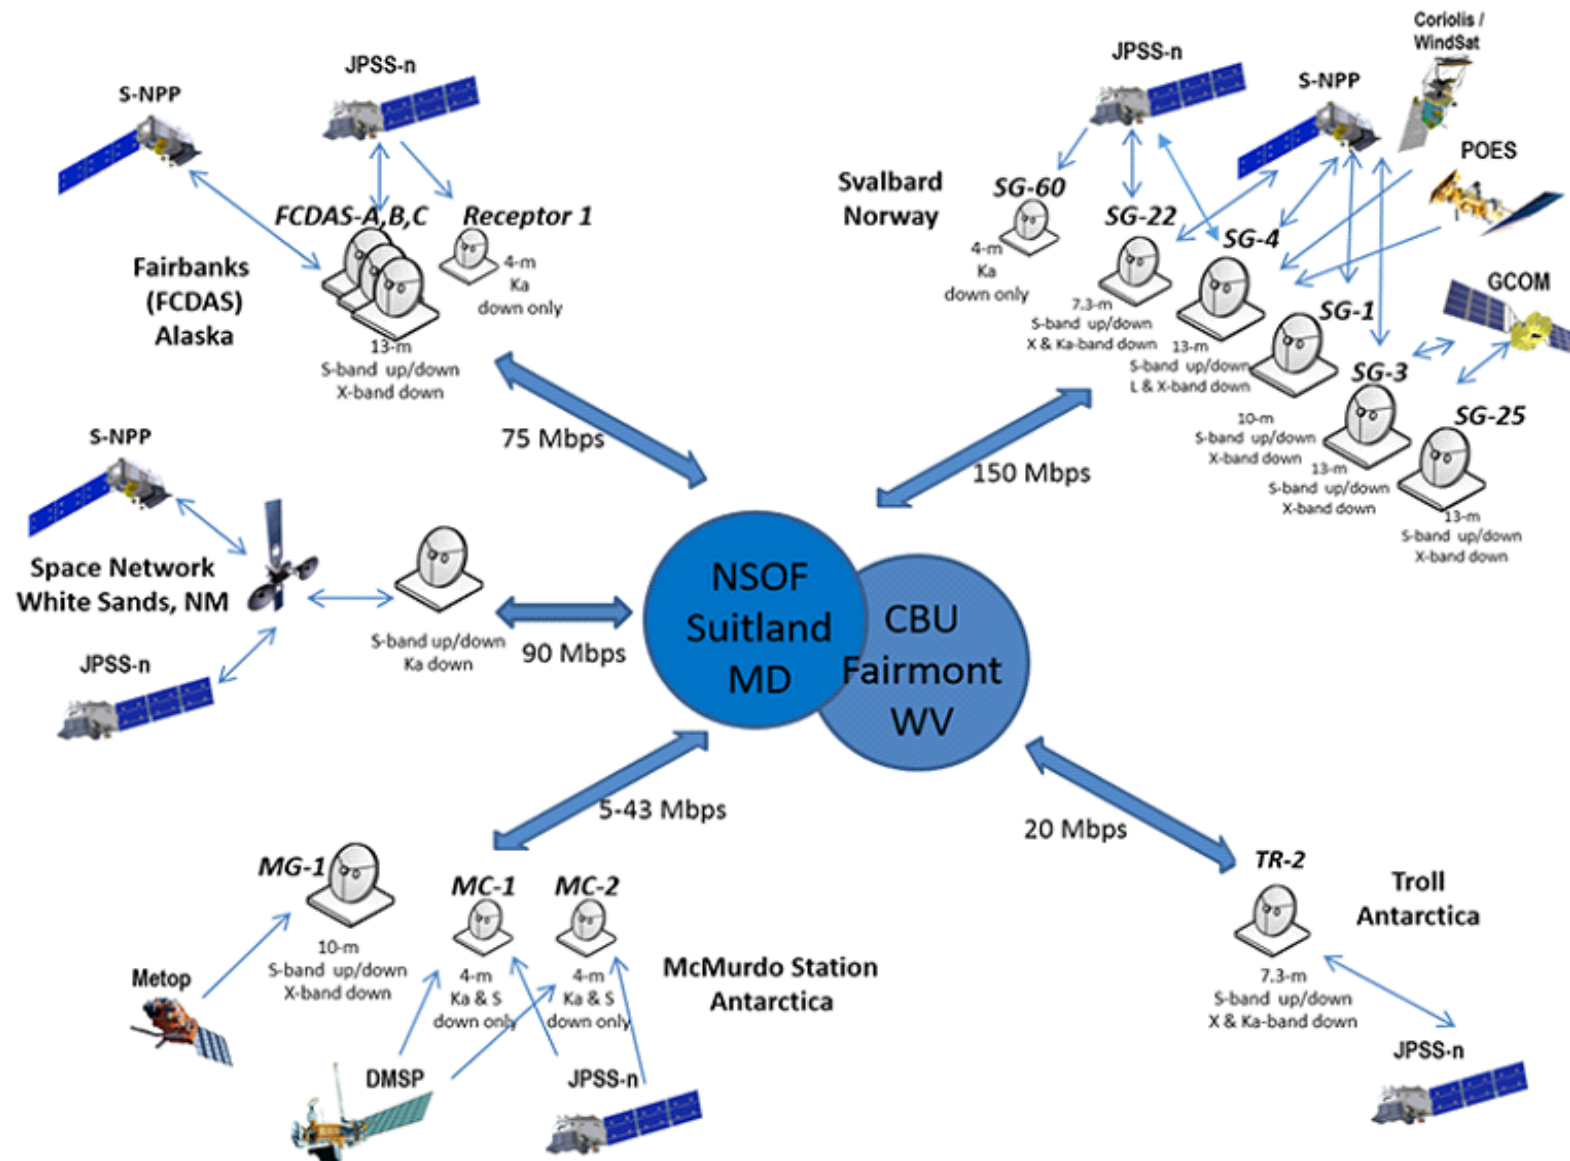 S-NPP
JPSS-n
FCDAS-A,B,C
Receptor 1
4-m
Ka
down only
Fairbanks
(FCDAS)
Alaska
13-m
S-band up/down
X-band down
75 Mbps
JPSS-n
Coriolis /
WindSat
S-NPP
POES
Svalbard
Norway
SG-60
4-m
Ka
down only
SG-22
7.3-m
S-band up/down
X & Ka-band down
SG-4
13-m
S-band up/down
L & X-band down
GCOM
SG-1
10-m
S-band up/down
X-band down
SG-3
13-m
S-band up/down
X-band down
SG-25
13-m
S-band up/down
X-band down
150 Mbps
S-NPP
Space Network
White Sands, NM
JPSS-n
S-band up/down
Ka down
90 Mbps
NSOF
Suitland
MD
CBU
Fairmont
WV
5-43 Mbps
20 Mbps
MG-1
10-m
S-band up/down
X-band down
MC-1
4-m
Ka & S
down only
MC-2
4-m
Ka & S
down only
McMurdo Station
Antarctica
Metop
DMSP
JPSS-n
TR-2
Troll
Antarctica
7.3-m
S-band up/down
X & Ka-band down
JPSS-n